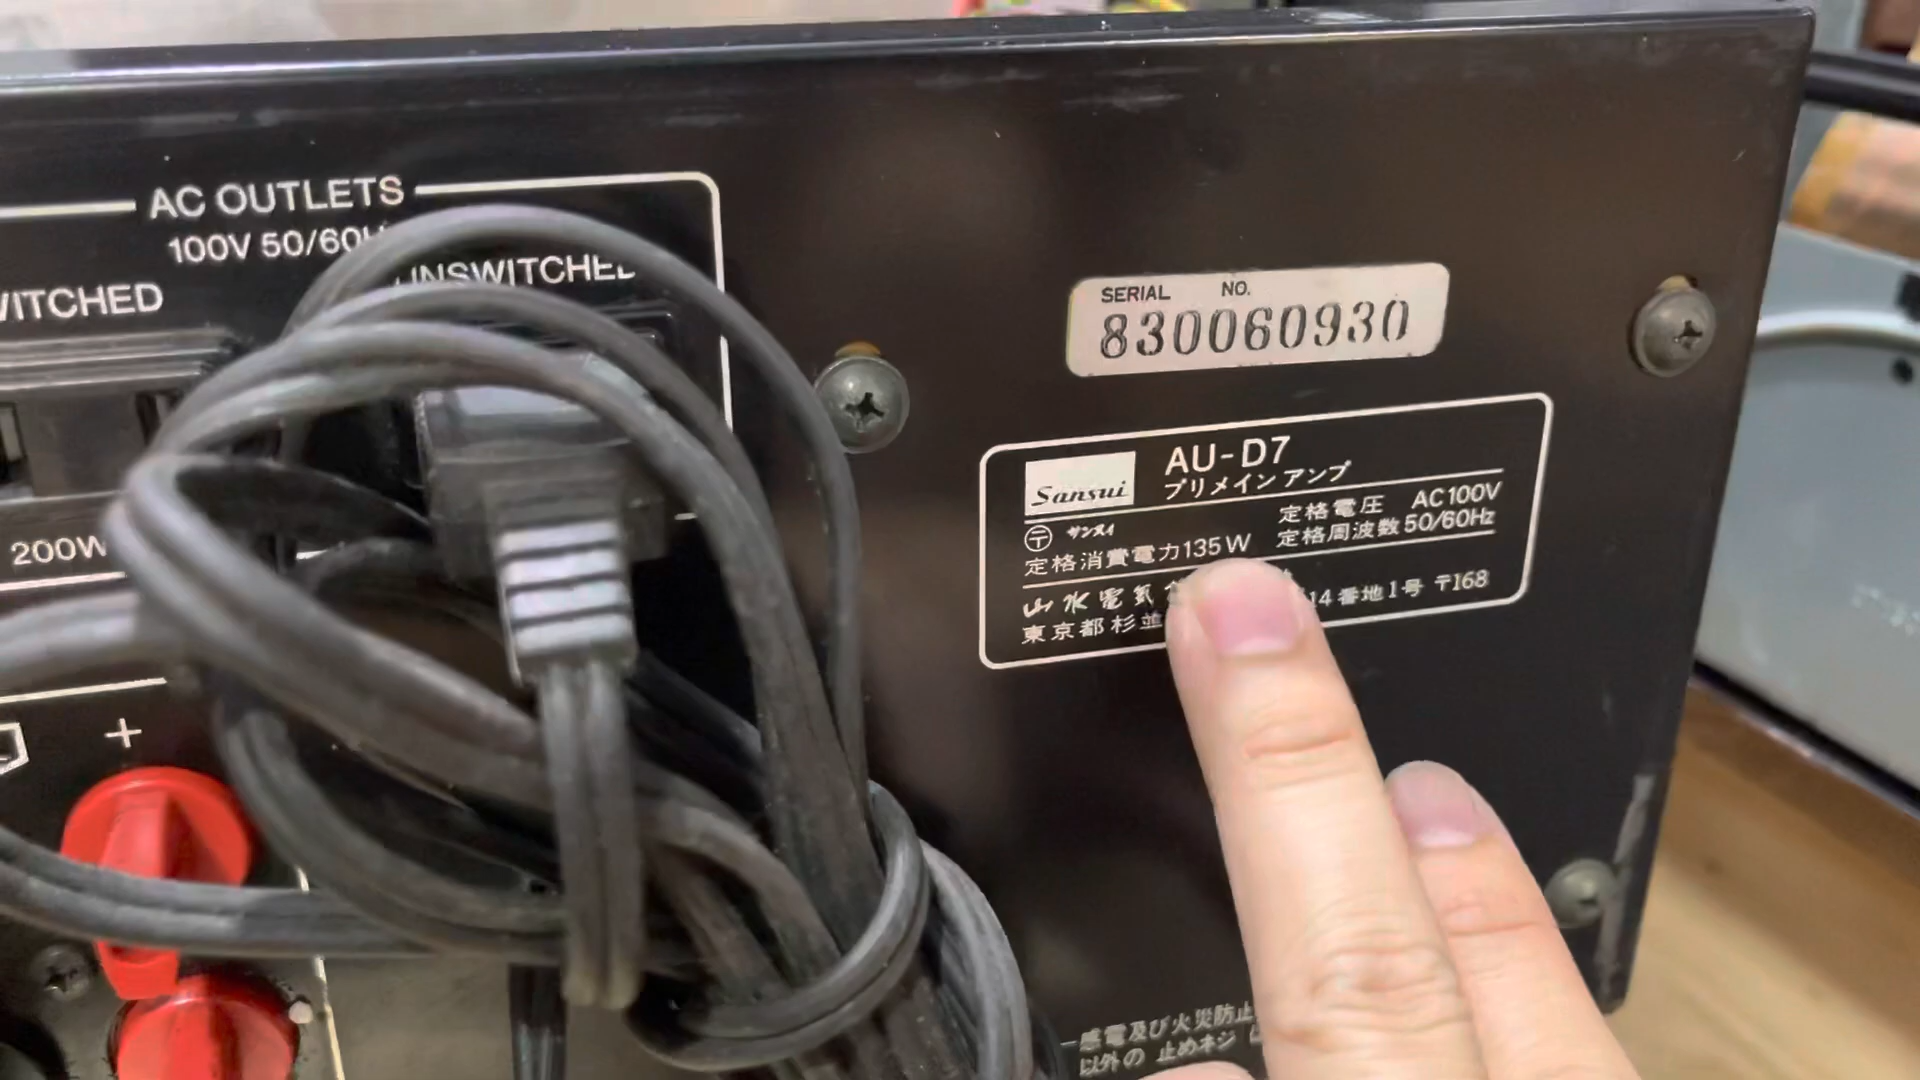 AC OUTLETS
100V 50/60H
WITCHED
UNSWITCHED
200W
+
SERIAL NO.
830060930
Sansui
AU-D7
プリメインアンプ
〒 サンスイ
定格電圧 AC100V
定格消費電力135W
定格周波数50/60Hz
山水電気
14番地1号 〒168
東京都杉並
感電及び火災防止
以外の 止めネジ